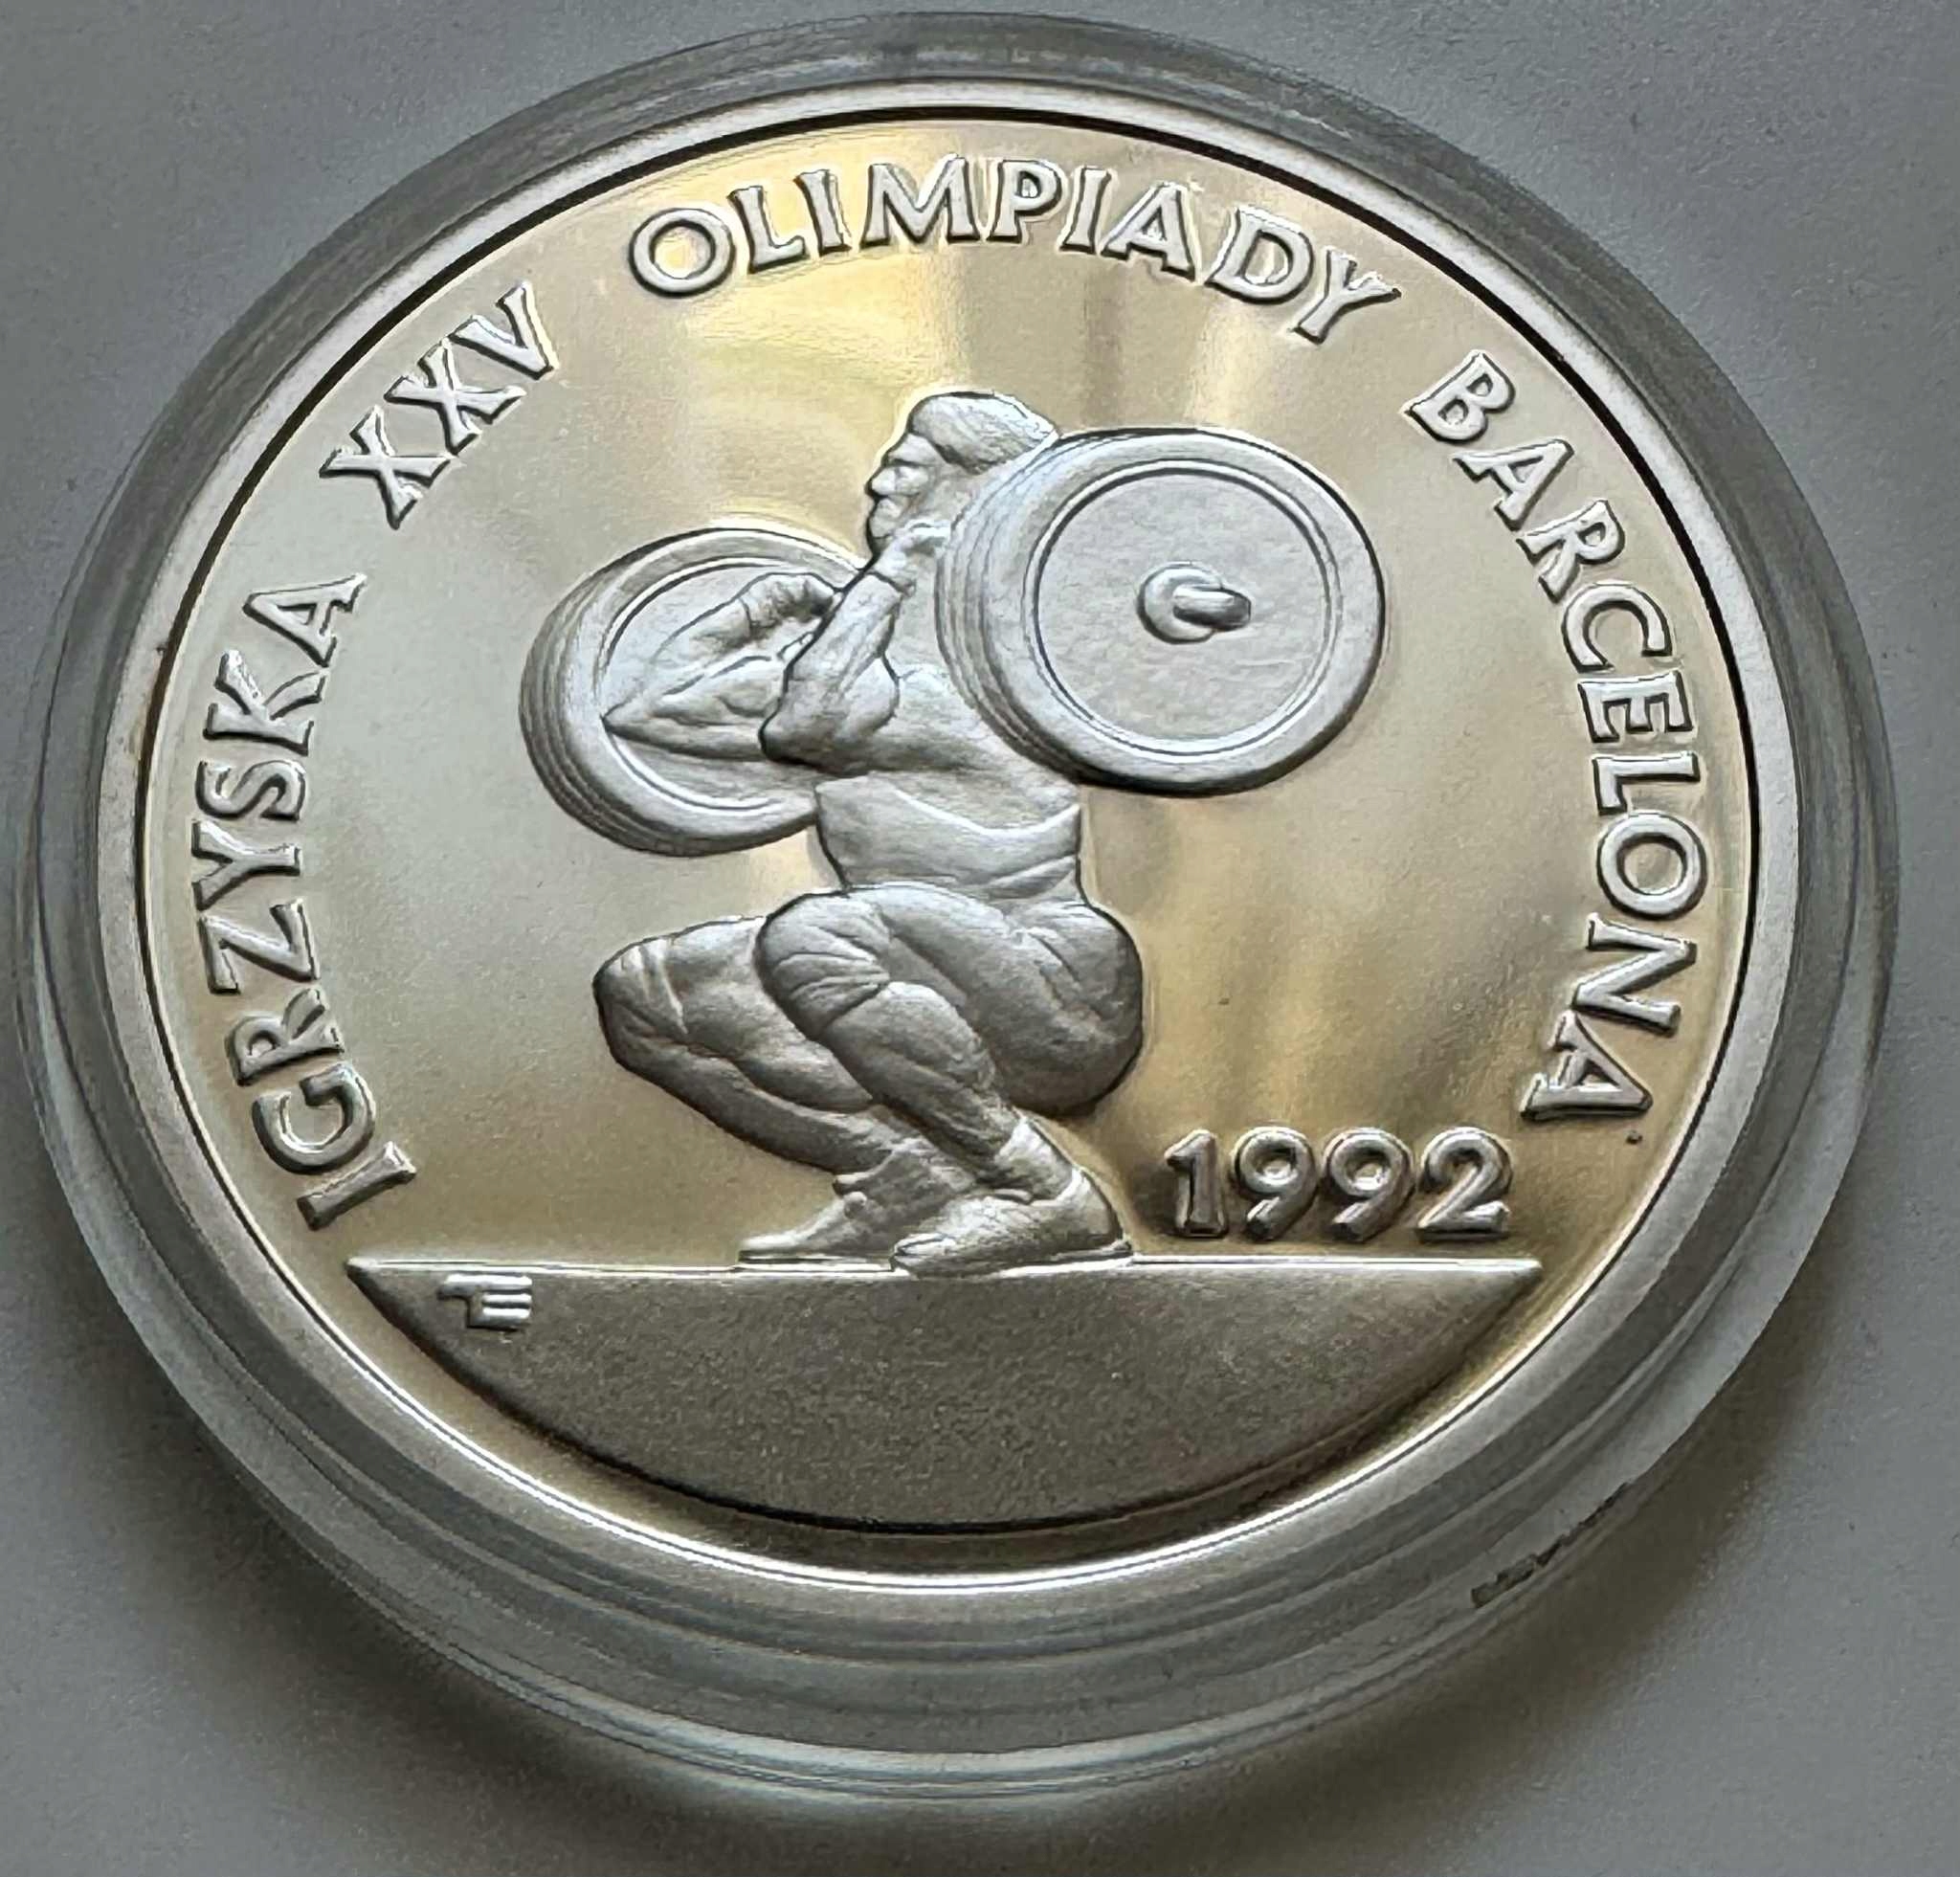 IGRZYSKA XXV OLIMPIADY BARCELONA
1992